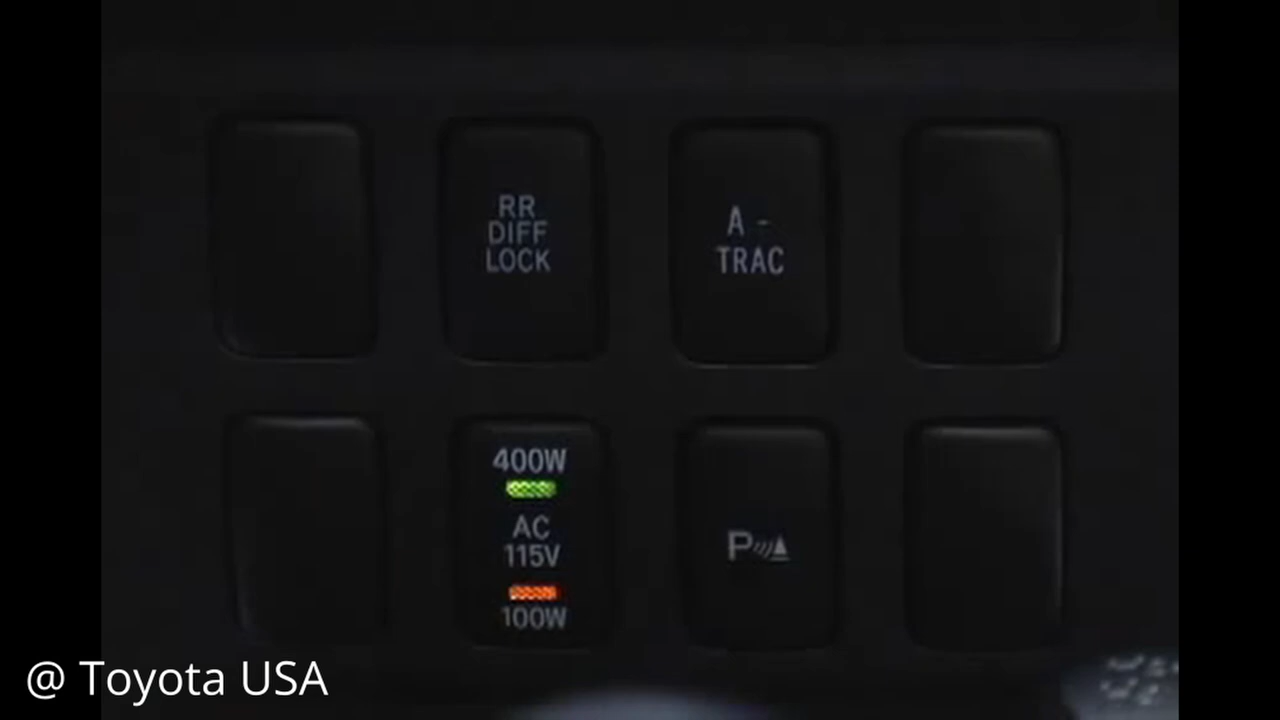 RR
DIFF
LOCK
A -
TRAC
400W
AC
115V
100W
P
@ Toyota USA